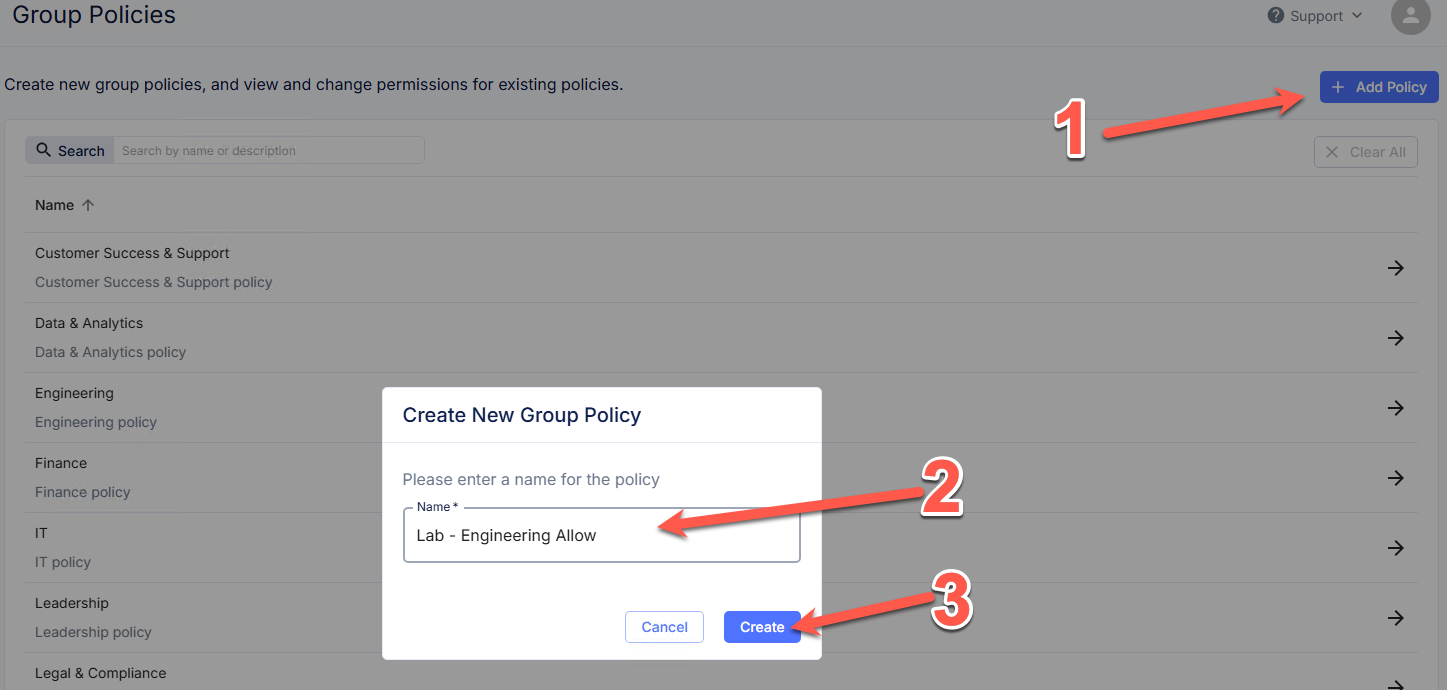 Group Policies
Support
Create new group policies, and view and change permissions for existing policies.
+ Add Policy
1
Search Search by name or description
Clear All
Name
Customer Success & Support
Customer Success & Support policy
Data & Analytics
Data & Analytics policy
Engineering
Engineering policy
Finance
Finance policy
IT
IT policy
Leadership
Leadership policy
Legal & Compliance
Create New Group Policy
Please enter a name for the policy
Name *
Lab - Engineering Allow
2
Cancel Create
3